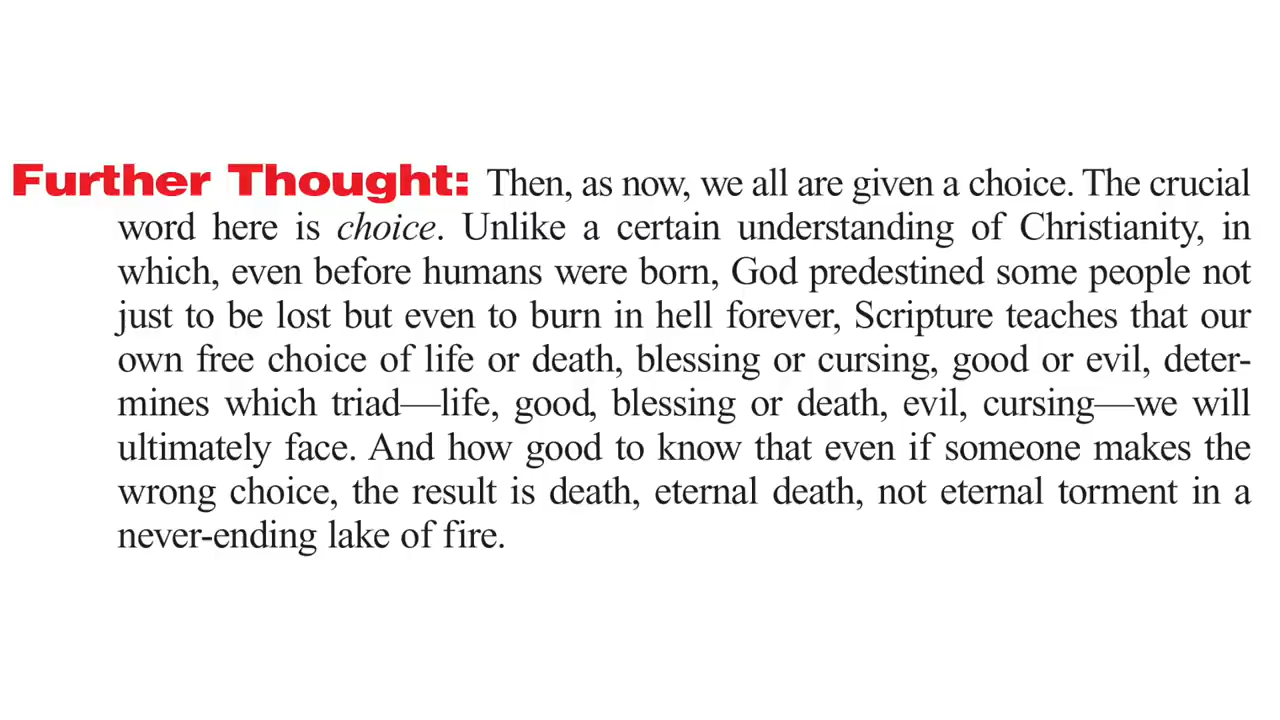 Further Thought: Then, as now, we all are given a choice. The crucial
word here is choice. Unlike a certain understanding of Christianity, in
which, even before humans were born, God predestined some people not
just to be lost but even to burn in hell forever, Scripture teaches that our
own free choice of life or death, blessing or cursing, good or evil, deter-
mines which triad—life, good, blessing or death, evil, cursing—we will
ultimately face. And how good to know that even if someone makes the
wrong choice, the result is death, eternal death, not eternal torment in a
never-ending lake of fire.